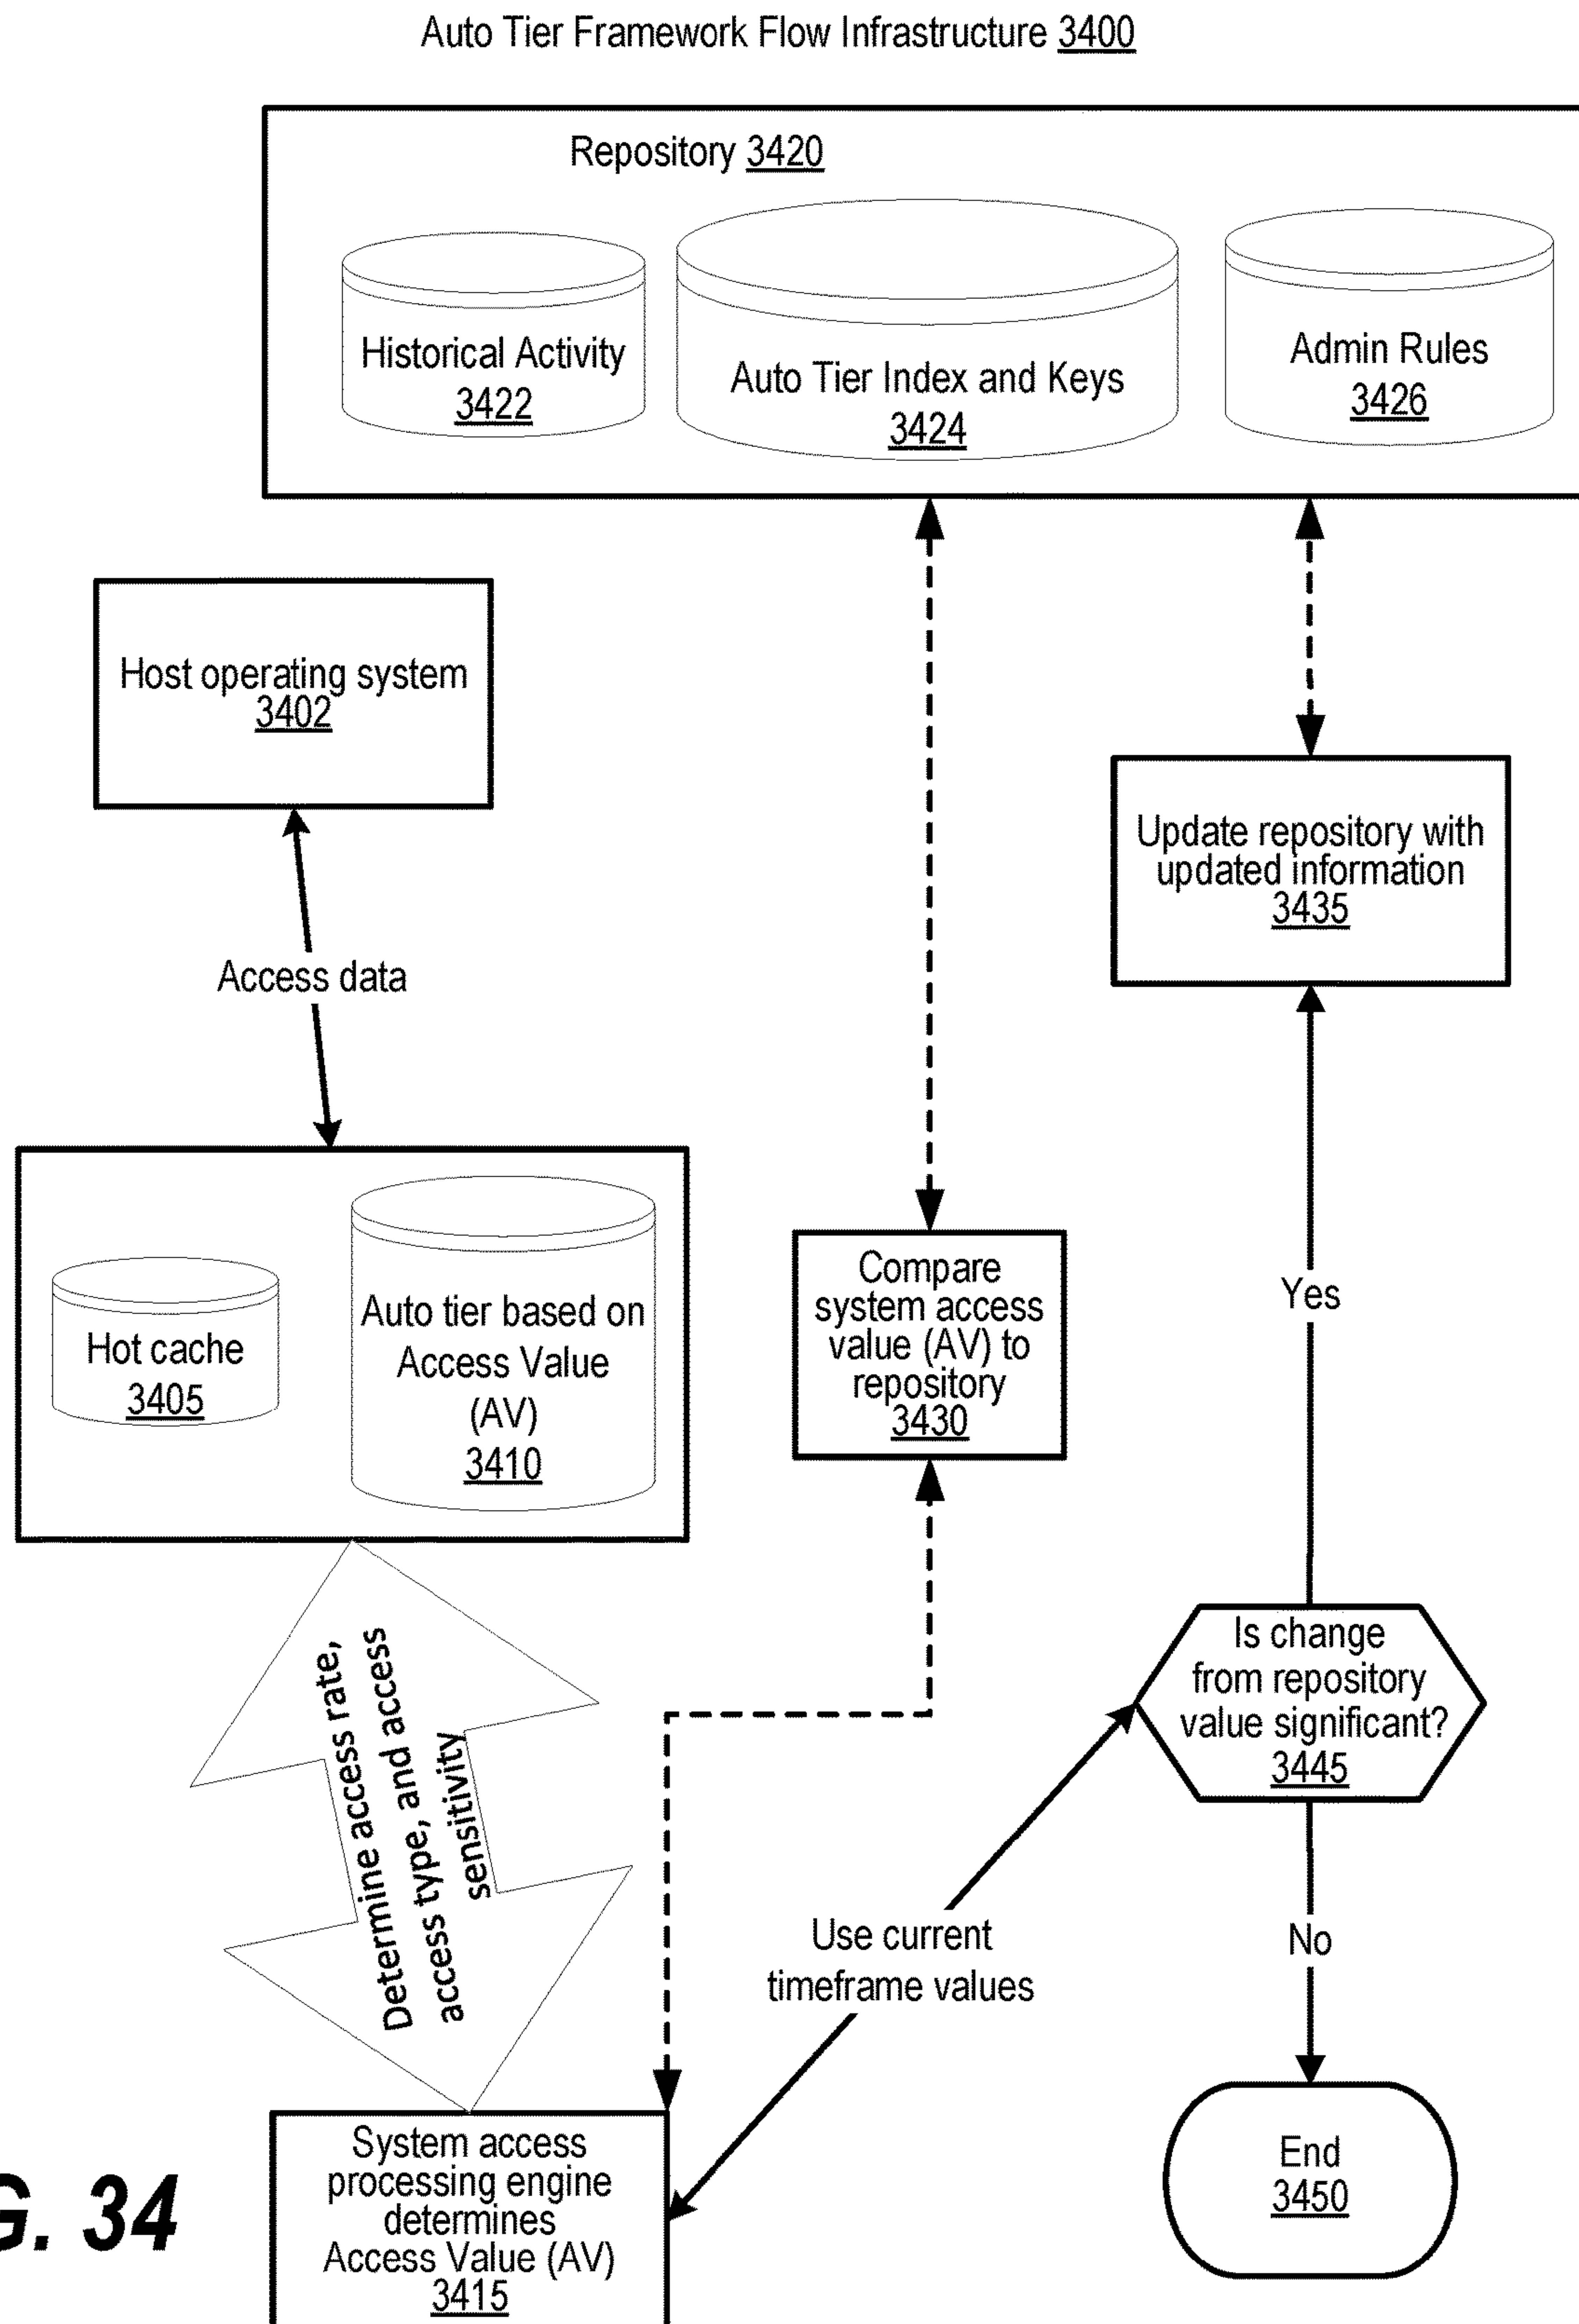 Auto Tier Framework Flow Infrastructure 3400
Repository 3420
Historical Activity
3422
Auto Tier Index and Keys
3424
Admin Rules
3426
Host operating system
3402
Update repository with
updated information
3435
Access data
Hot cache
3405
Auto tier based on
Access Value
(AV)
3410
Compare
system access
value (AV) to
repository
3430
Yes
Is change
from repository
value significant?
3445
Determine access rate,
access type, and access
sensitivity
Use current
timeframe values
No
System access
processing engine
determines
Access Value (AV)
3415
End
3450
G. 34